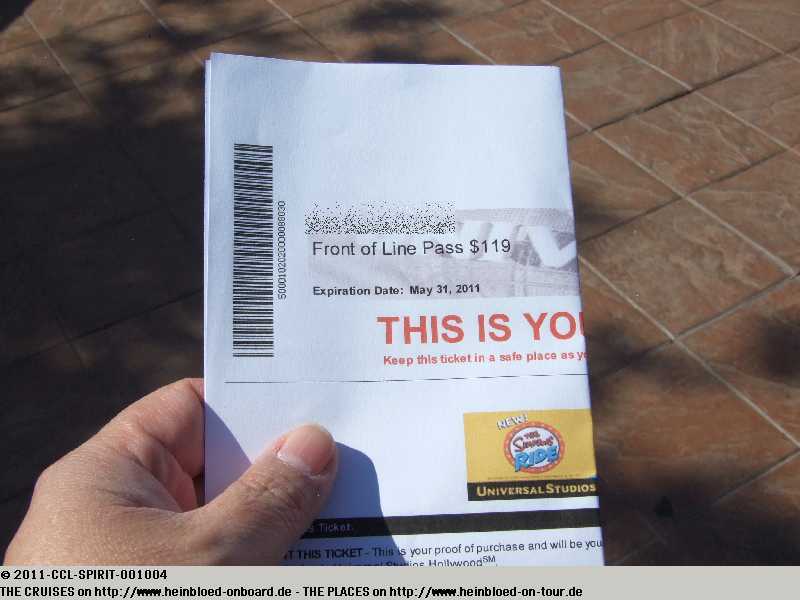 5000102020000088030
Front of Line Pass $119
Expiration Date: May 31, 2011
THIS IS YOU
Keep this ticket in a safe place as yo
NEW!
THE
Simpsons
RIDE
UNIVERSAL STUDIOS
s Ticket.
T THIS TICKET - This is your proof of purchase and will be you
Universal Studios Hollywood℠
© 2011-CCL-SPIRIT-001004
THE CRUISES on http://www.heinbloed-onboard.de - THE PLACES on http://www.heinbloed-on-tour.de